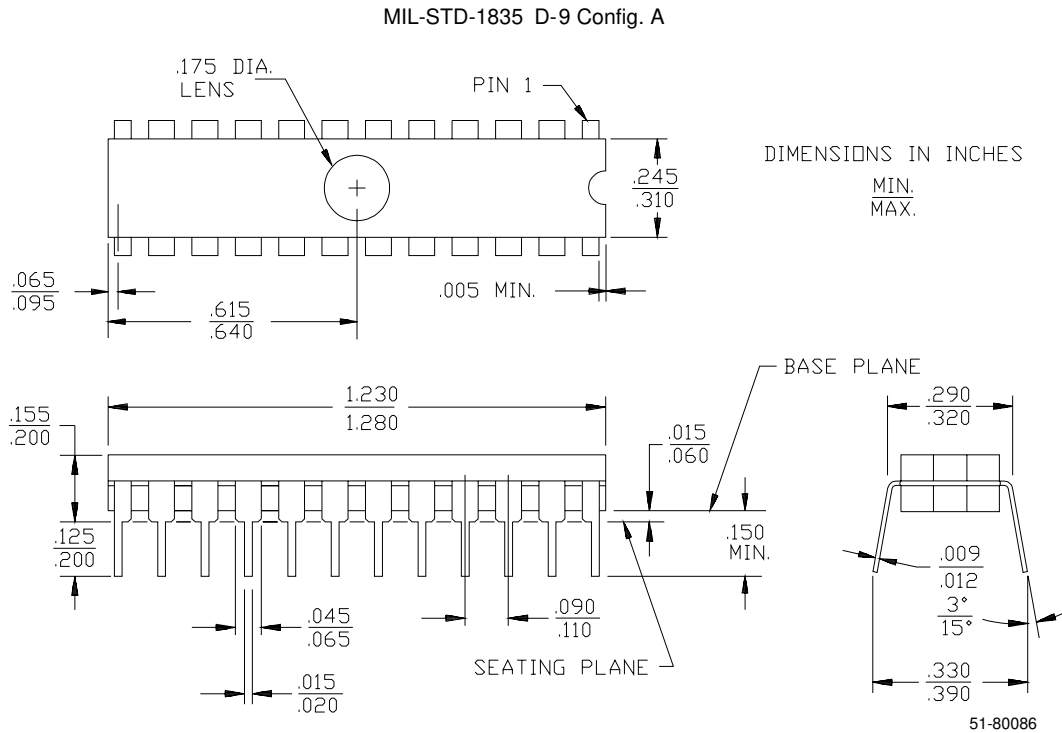 MIL-STD-1835 D-9 Config. A
.175 DIA.
LENS
PIN 1
DIMENSIONS IN INCHES
MIN.
MAX.
.245
.310
.065
.095
.005 MIN.
.615
.640
BASE PLANE
1.230
1.280
.290
.320
.155
.200
.015
.060
.125
.200
.150
MIN.
.009
.012
3°
15°
.045
.065
.090
.110
SEATING PLANE
.015
.020
.330
.390
51-80086